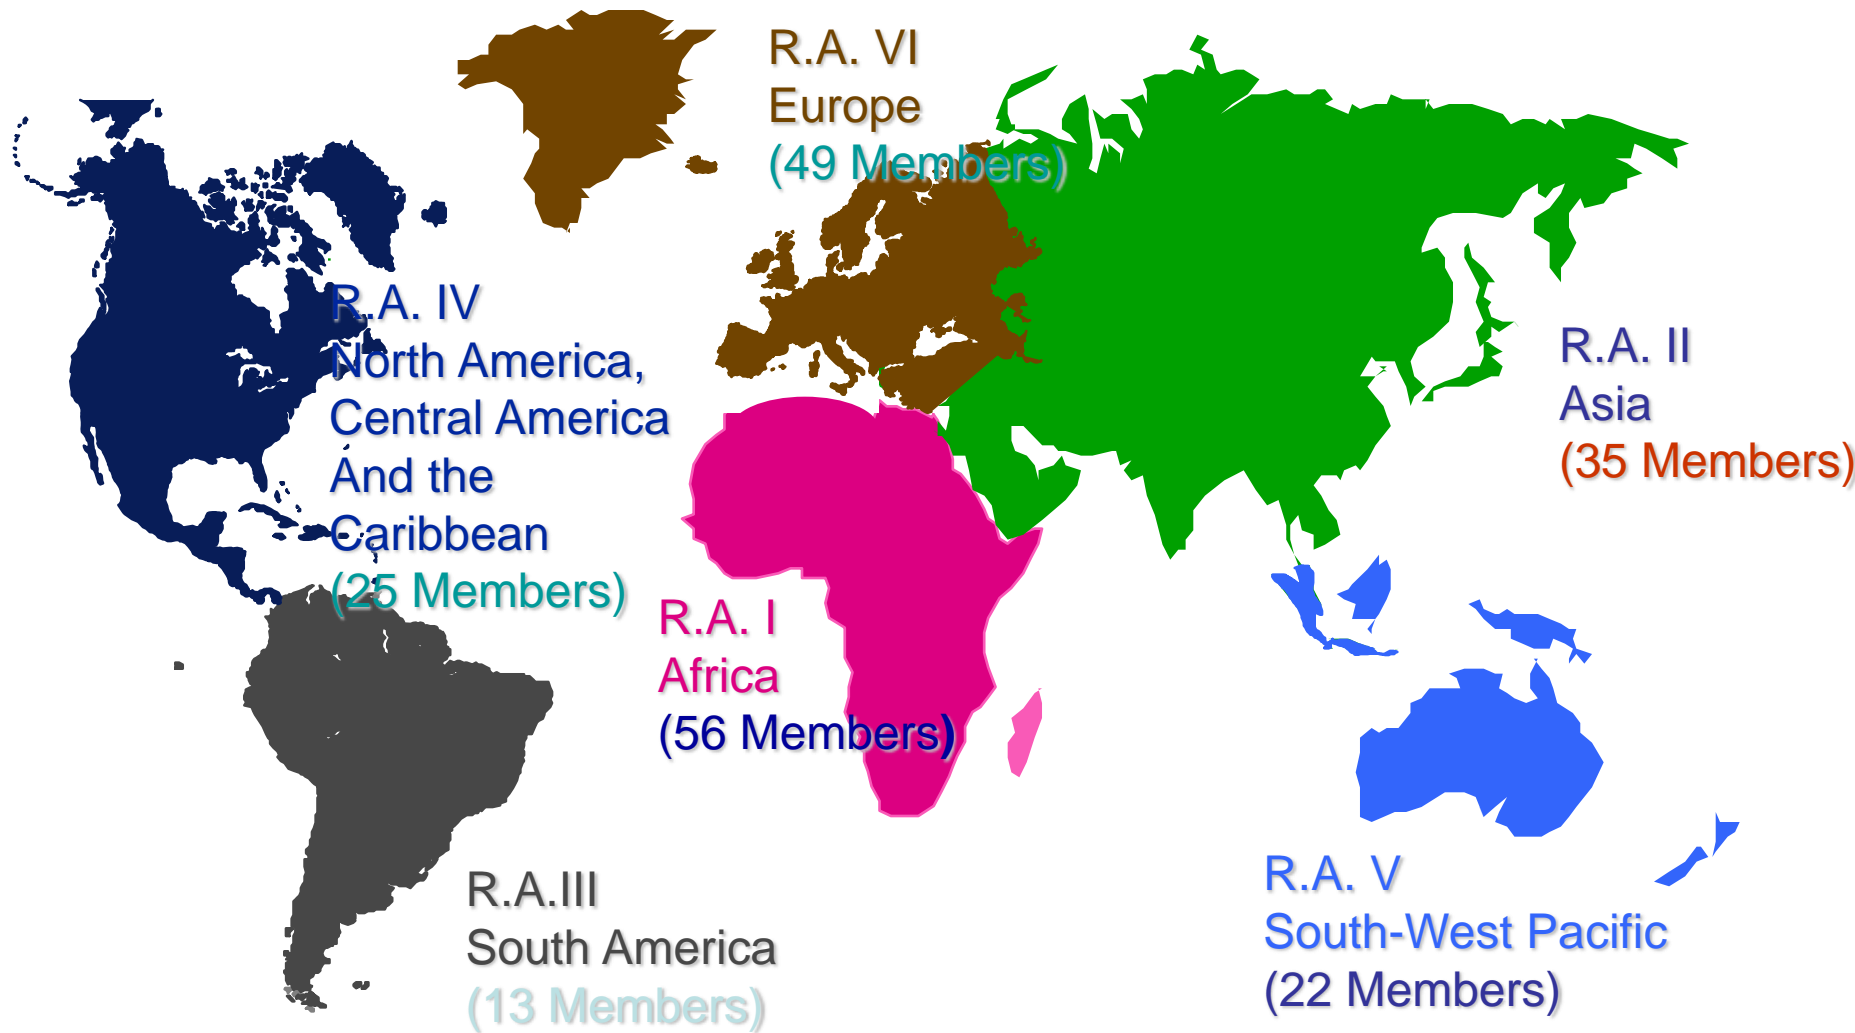 R.A. VI
Europe
(49 Members)
R.A. IV
North America,
Central America
And the
Caribbean
(25 Members)
R.A. II
Asia
(35 Members)
R.A. I
Africa
(56 Members)
R.A.III
South America
(13 Members)
R.A. V
South-West Pacific
(22 Members)